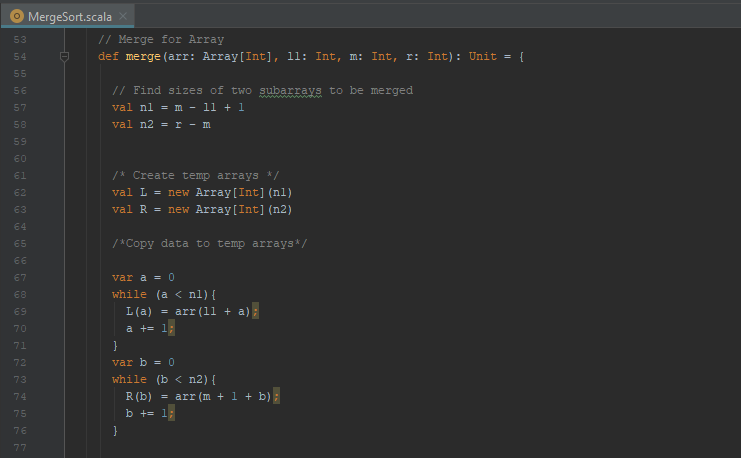 MergeSort.scala
53 // Merge for Array
54 def merge(arr: Array[Int], l1: Int, m: Int, r: Int): Unit = {
55
56 // Find sizes of two subarrays to be merged
57 val n1 = m - l1 + 1
58 val n2 = r - m
59
60
61 /* Create temp arrays */
62 val L = new Array[Int](n1)
63 val R = new Array[Int](n2)
64
65 /*Copy data to temp arrays*/
66
67 var a = 0
68 while (a < n1){
69 L(a) = arr(l1 + a);
70 a += 1;
71 }
72 var b = 0
73 while (b < n2){
74 R(b) = arr(m + 1 + b);
75 b += 1;
76 }
77